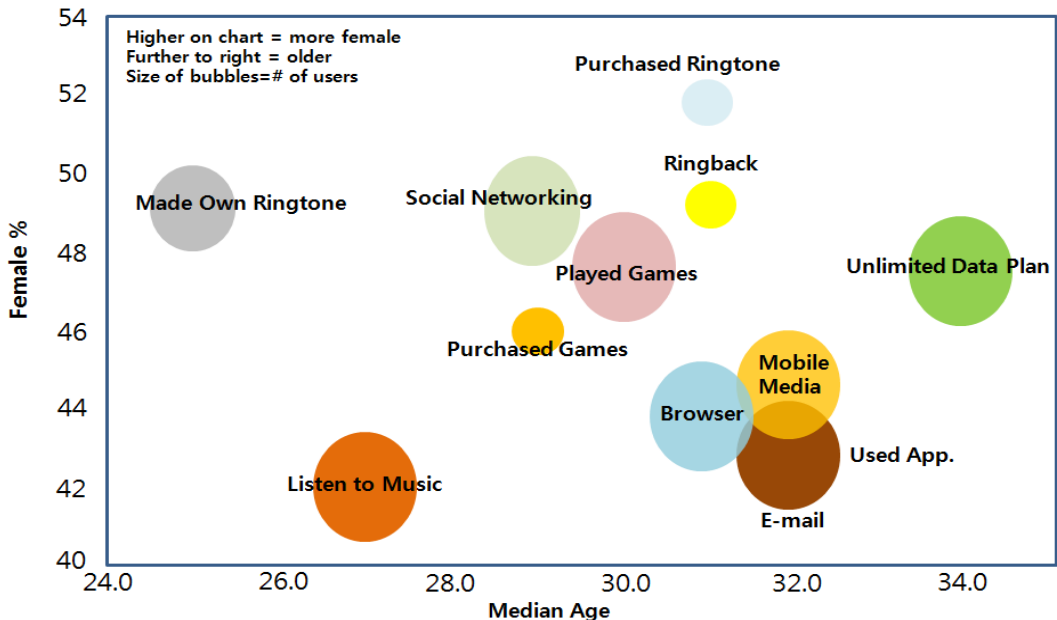 54
Higher on chart = more female
Further to right = older
Size of bubbles=# of users
Purchased Ringtone
52
Ringback
50
Made Own Ringtone
Social Networking
48
Played Games
Unlimited Data Plan
Female %
46
Purchased Games
Mobile
Media
44
Browser
Used App.
42
Listen to Music
E-mail
40
24.0 26.0 28.0 30.0 32.0 34.0
Median Age